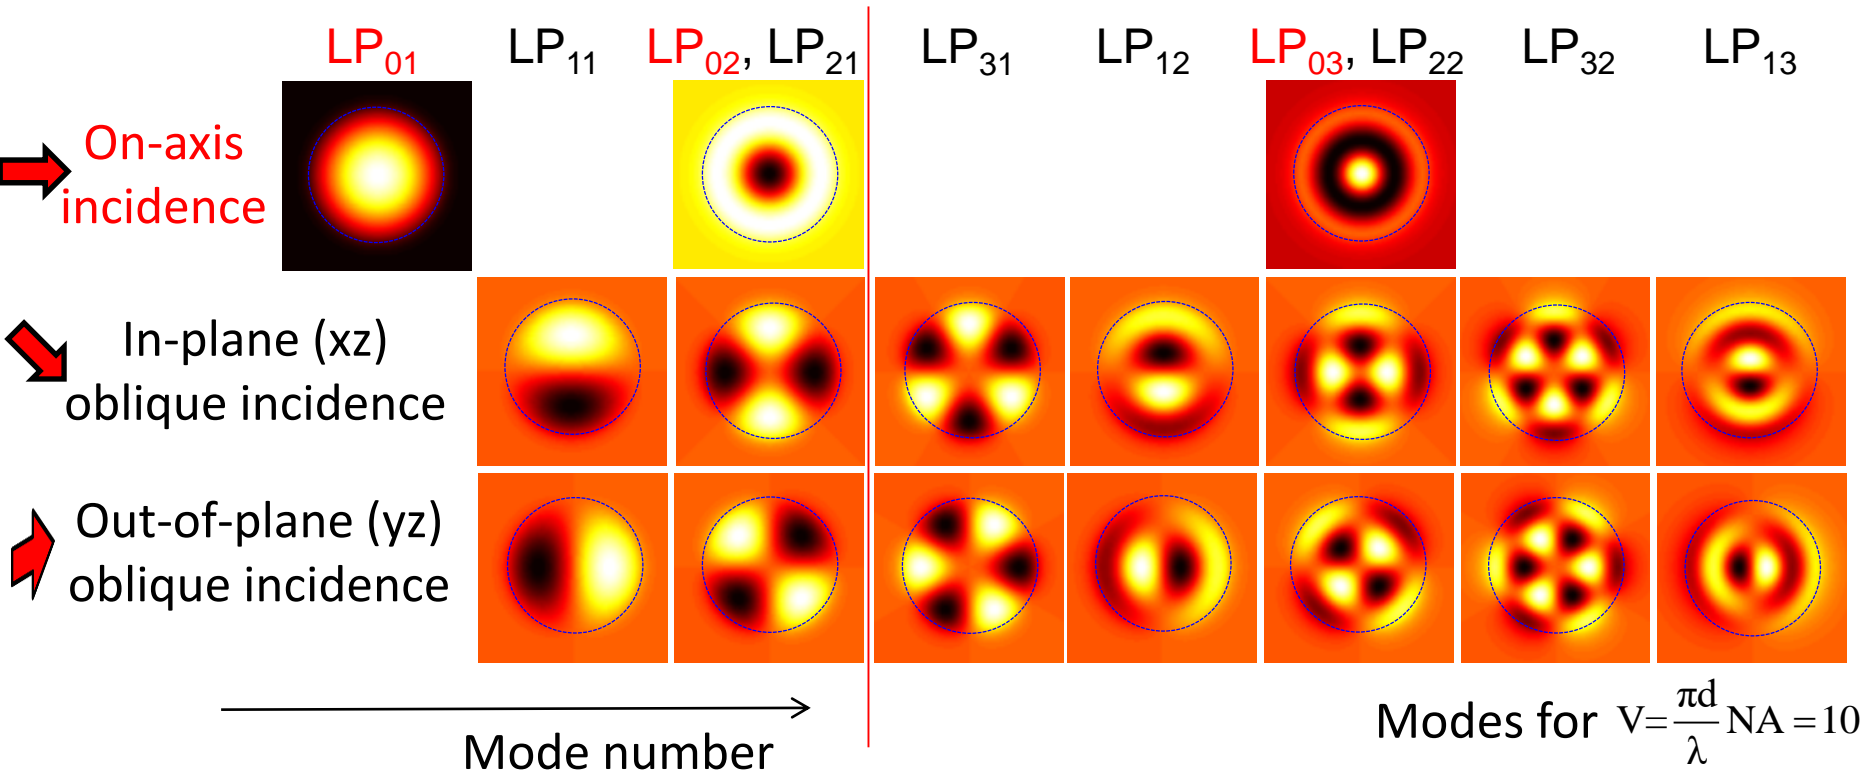 LP₀₁ LP₁₁ LP₀₂, LP₂₁ LP₃₁ LP₁₂ LP₀₃, LP₂₂ LP₃₂ LP₁₃
On-axis
incidence
In-plane (xz)
oblique incidence
Out-of-plane (yz)
oblique incidence
Mode number
Modes for V=πd/λ NA=10